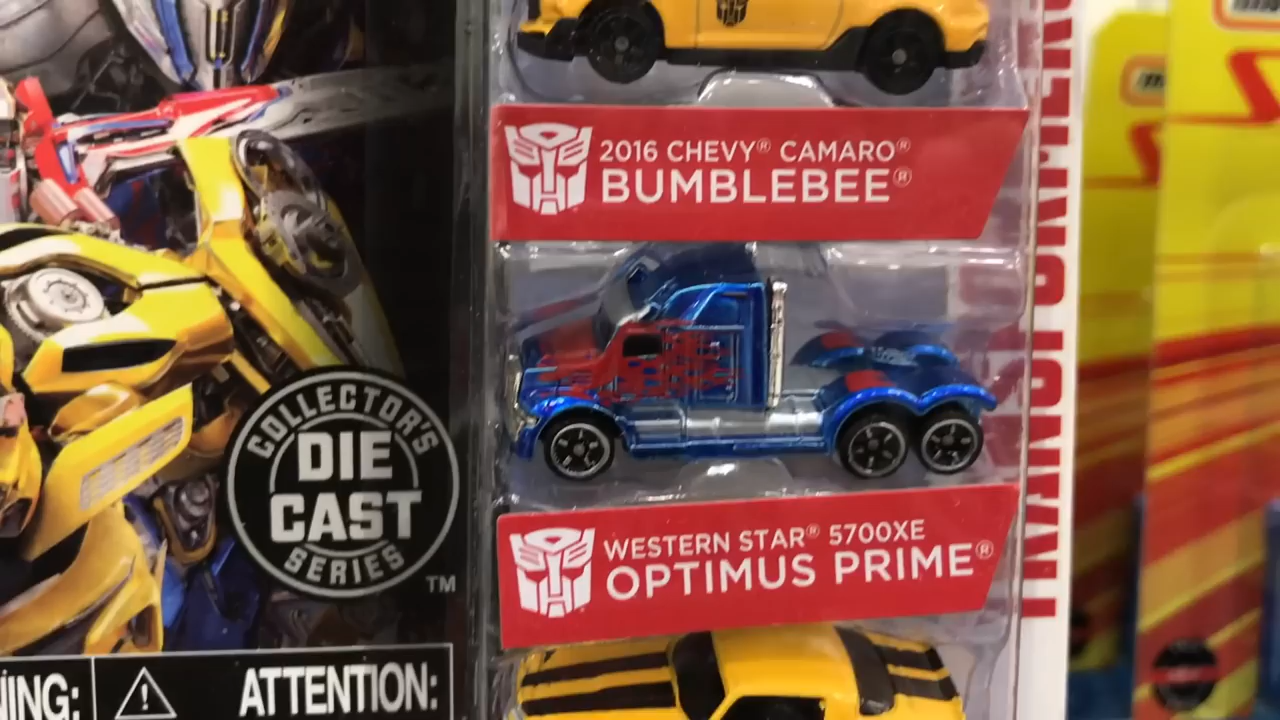 2016 CHEVY® CAMARO®
BUMBLEBEE®
COLLECTOR'S
DIE
CAST
SERIES
TM
WESTERN STAR® 5700XE
OPTIMUS PRIME®
ATTENTION: